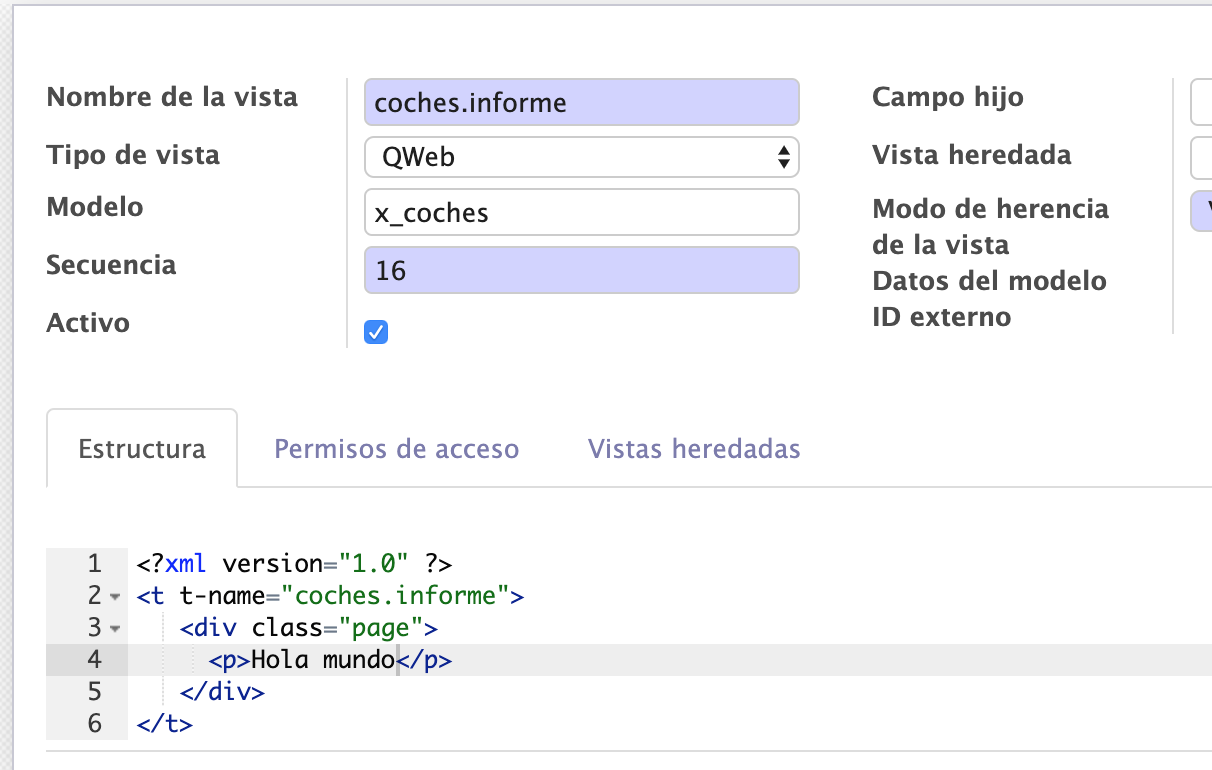 Nombre de la vista coches.informe Campo hijo
Tipo de vista QWeb Vista heredada
Modelo x_coches Modo de herencia
de la vista
Secuencia 16 Datos del modelo
Activo ID externo
Estructura Permisos de acceso Vistas heredadas
1 <?xml version="1.0" ?>
2 <t t-name="coches.informe">
3 <div class="page">
4 <p>Hola mundo</p>
5 </div>
6 </t>